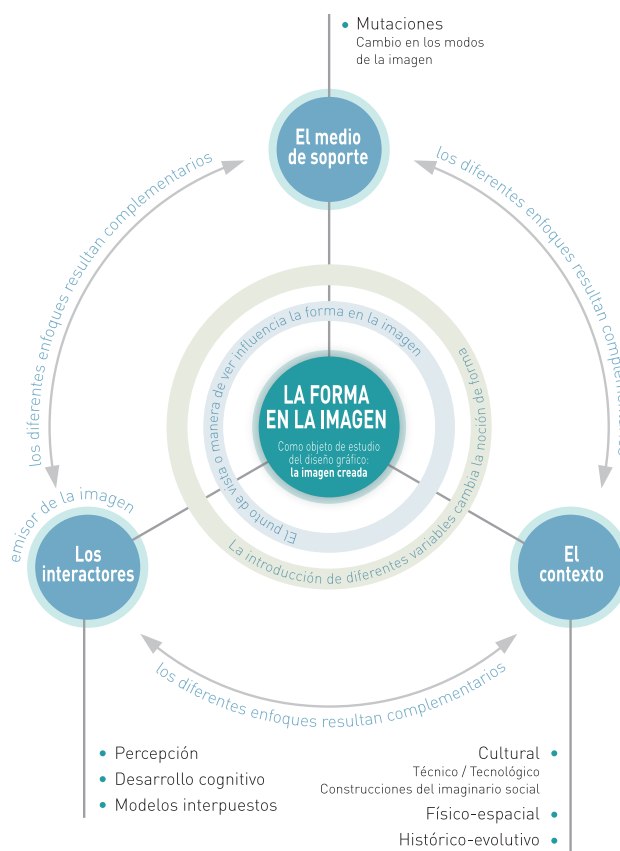 • Mutaciones
Cambio en los modos
de la imagen
El medio
de soporte
los diferentes enfoques resultan complementarios
los diferentes enfoques resultan
El punto de vista o manera de ver influencia la forma en la imagen
La introducción de diferentes variables cambia la noción de forma
LA FORMA
EN LA IMAGEN
Como objeto de estudio
del diseño gráfico:
la imagen creada
emisor de la imagen
Los
interactores
El
contexto
los diferentes enfoques resultan complementarios
• Percepción
• Desarrollo cognitivo
• Modelos interpuestos
Cultural •
Técnico / Tecnológico
Construcciones del imaginario social
Físico-espacial •
Histórico-evolutivo •